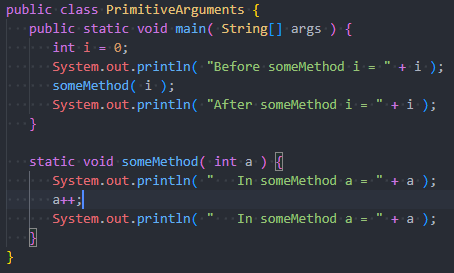 public class PrimitiveArguments {
    public static void main( String[] args ) {
        int i = 0;
        System.out.println( "Before someMethod i = " + i );
        someMethod( i );
        System.out.println( "After someMethod i = " + i );
    }

    static void someMethod( int a ) {
        System.out.println( "   In someMethod a = " + a );
        a++;
        System.out.println( "   In someMethod a = " + a );
    }
}